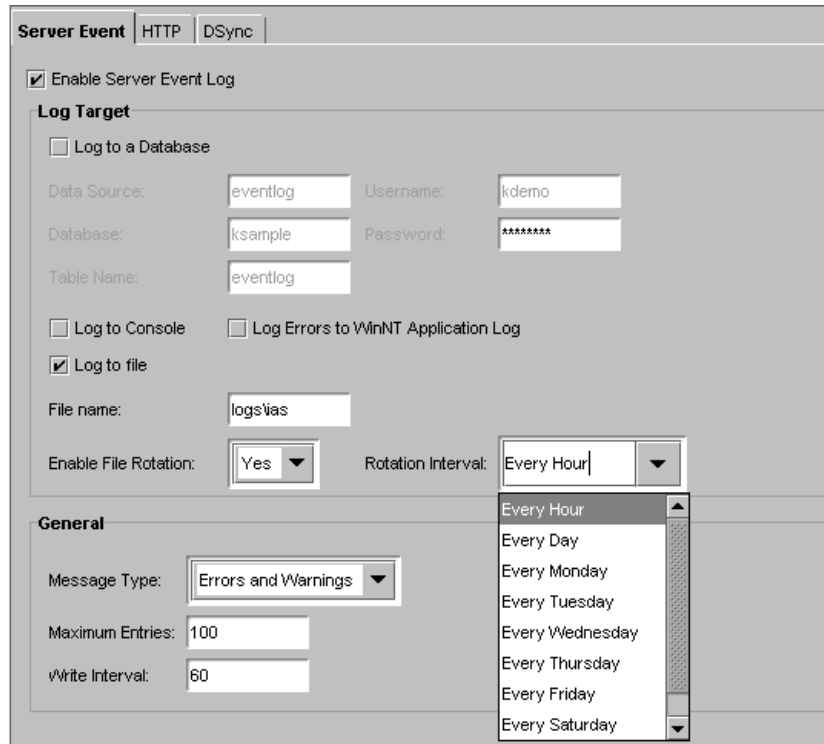 Server Event HTTP DSync
Enable Server Event Log
Log Target
Log to a Database
Data Source: eventlog Username: kdemo
Database: ksample Password: ********
Table Name: eventlog
Log to Console Log Errors to WinNT Application Log
Log to file
File name: logs\ias
Enable File Rotation: Yes Rotation Interval: Every Hour
Every Hour
Every Day
Every Monday
Every Tuesday
Every Wednesday
Every Thursday
Every Friday
Every Saturday
General
Message Type: Errors and Warnings
Maximum Entries: 100
Write Interval: 60